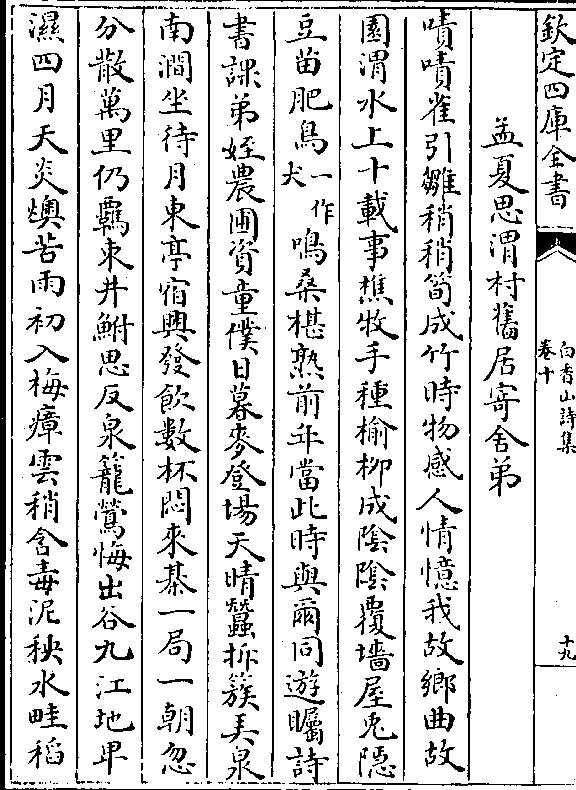 欽定四庫全書
白香山詩集
卷十
十九
孟夏思渭村舊居寄舍弟
嘖嘖雀引雛稍稍筍成竹時物感人情憶我故鄉曲故
園渭水上十載事樵牧手種榆栁成陰陰覆墻屋兎隠
豆苗肥鳥一作犬鳴桑椹熟前年當此時與爾同遊矚詩
書課弟姪農圃資童僕日暮麥登塲天晴蠶拆簇弄泉
南澗坐待月東亭宿興發飲數杯悶來棊一局一朝忽
分散萬里仍羈束井鮒思反泉籠鶯悔出谷九江地卑
濕四月天炎燠苦雨初入梅瘴雲稍含毒泥秧水畦稻